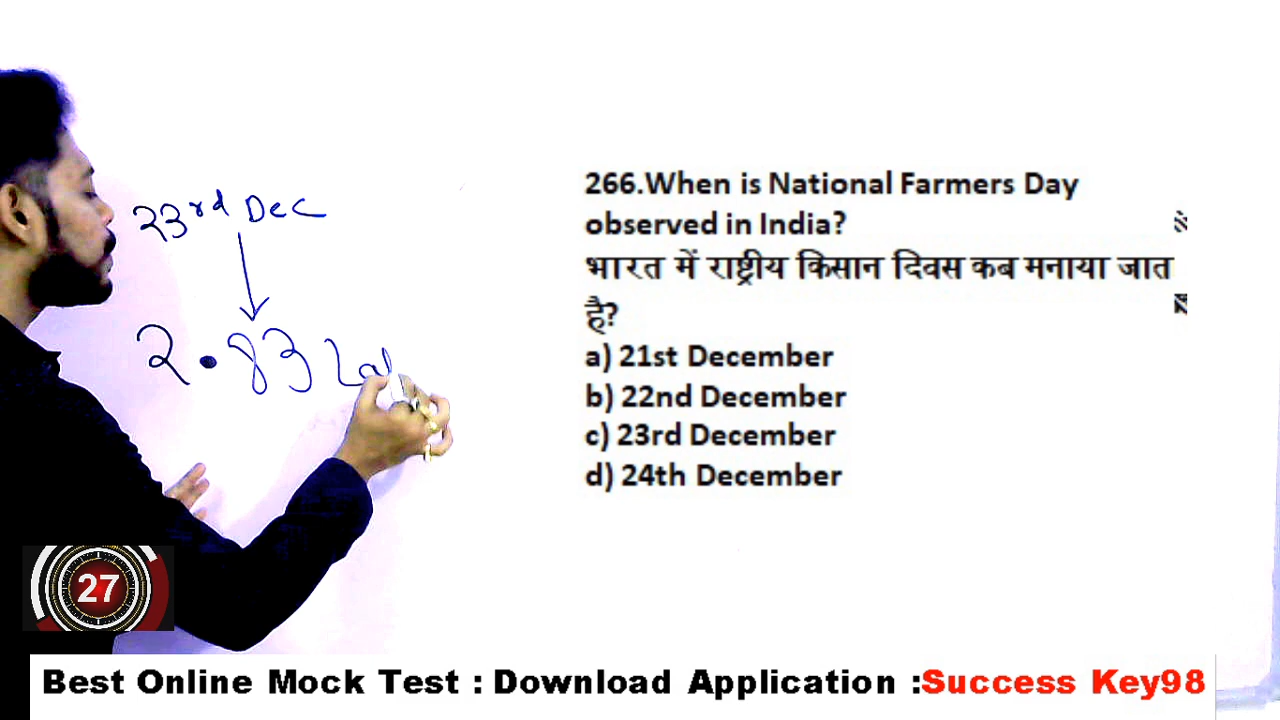 23rd Dec
2.83 La
266.When is National Farmers Day
observed in India?
भारत में राष्ट्रीय किसान दिवस कब मनाया जात
है?
a) 21st December
b) 22nd December
c) 23rd December
d) 24th December
27
Best Online Mock Test : Download Application :Success Key98